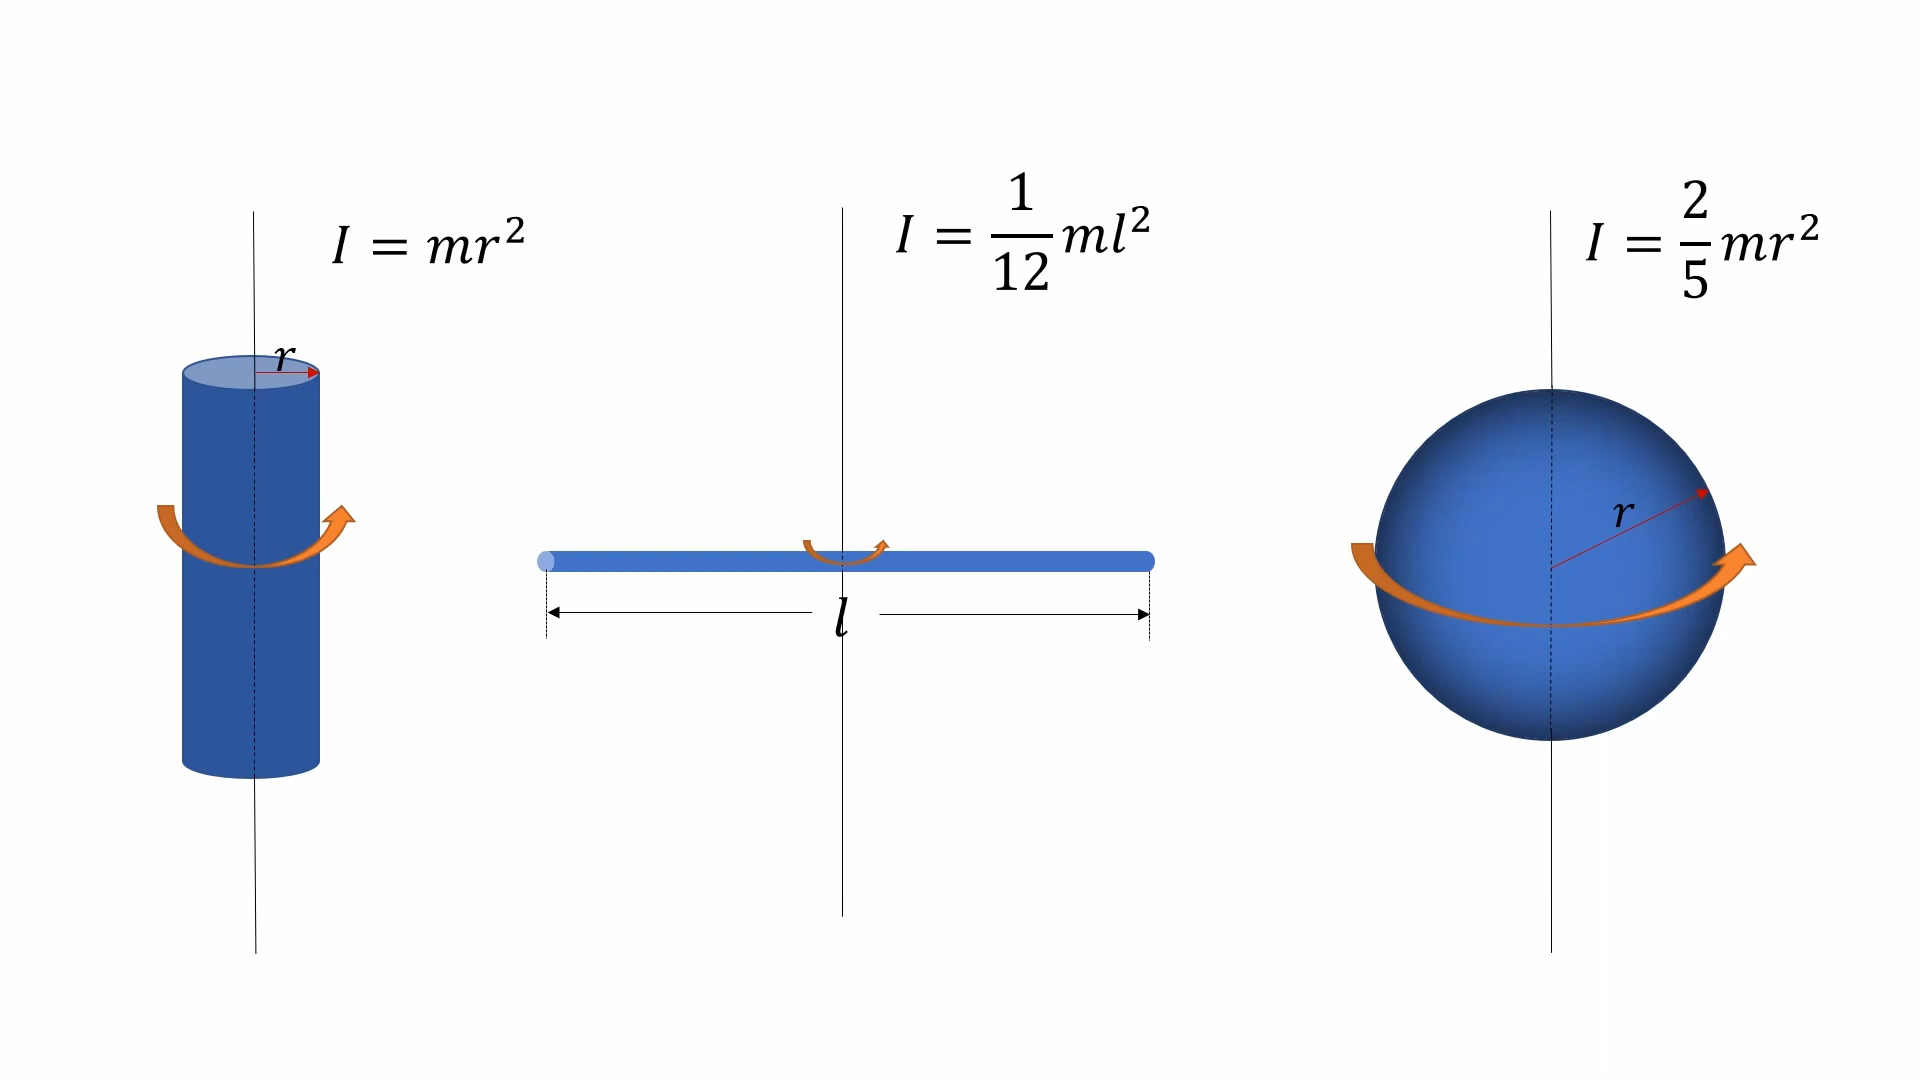 I = mr²
r
I = 1/12 ml²
l
I = 2/5 mr²
r